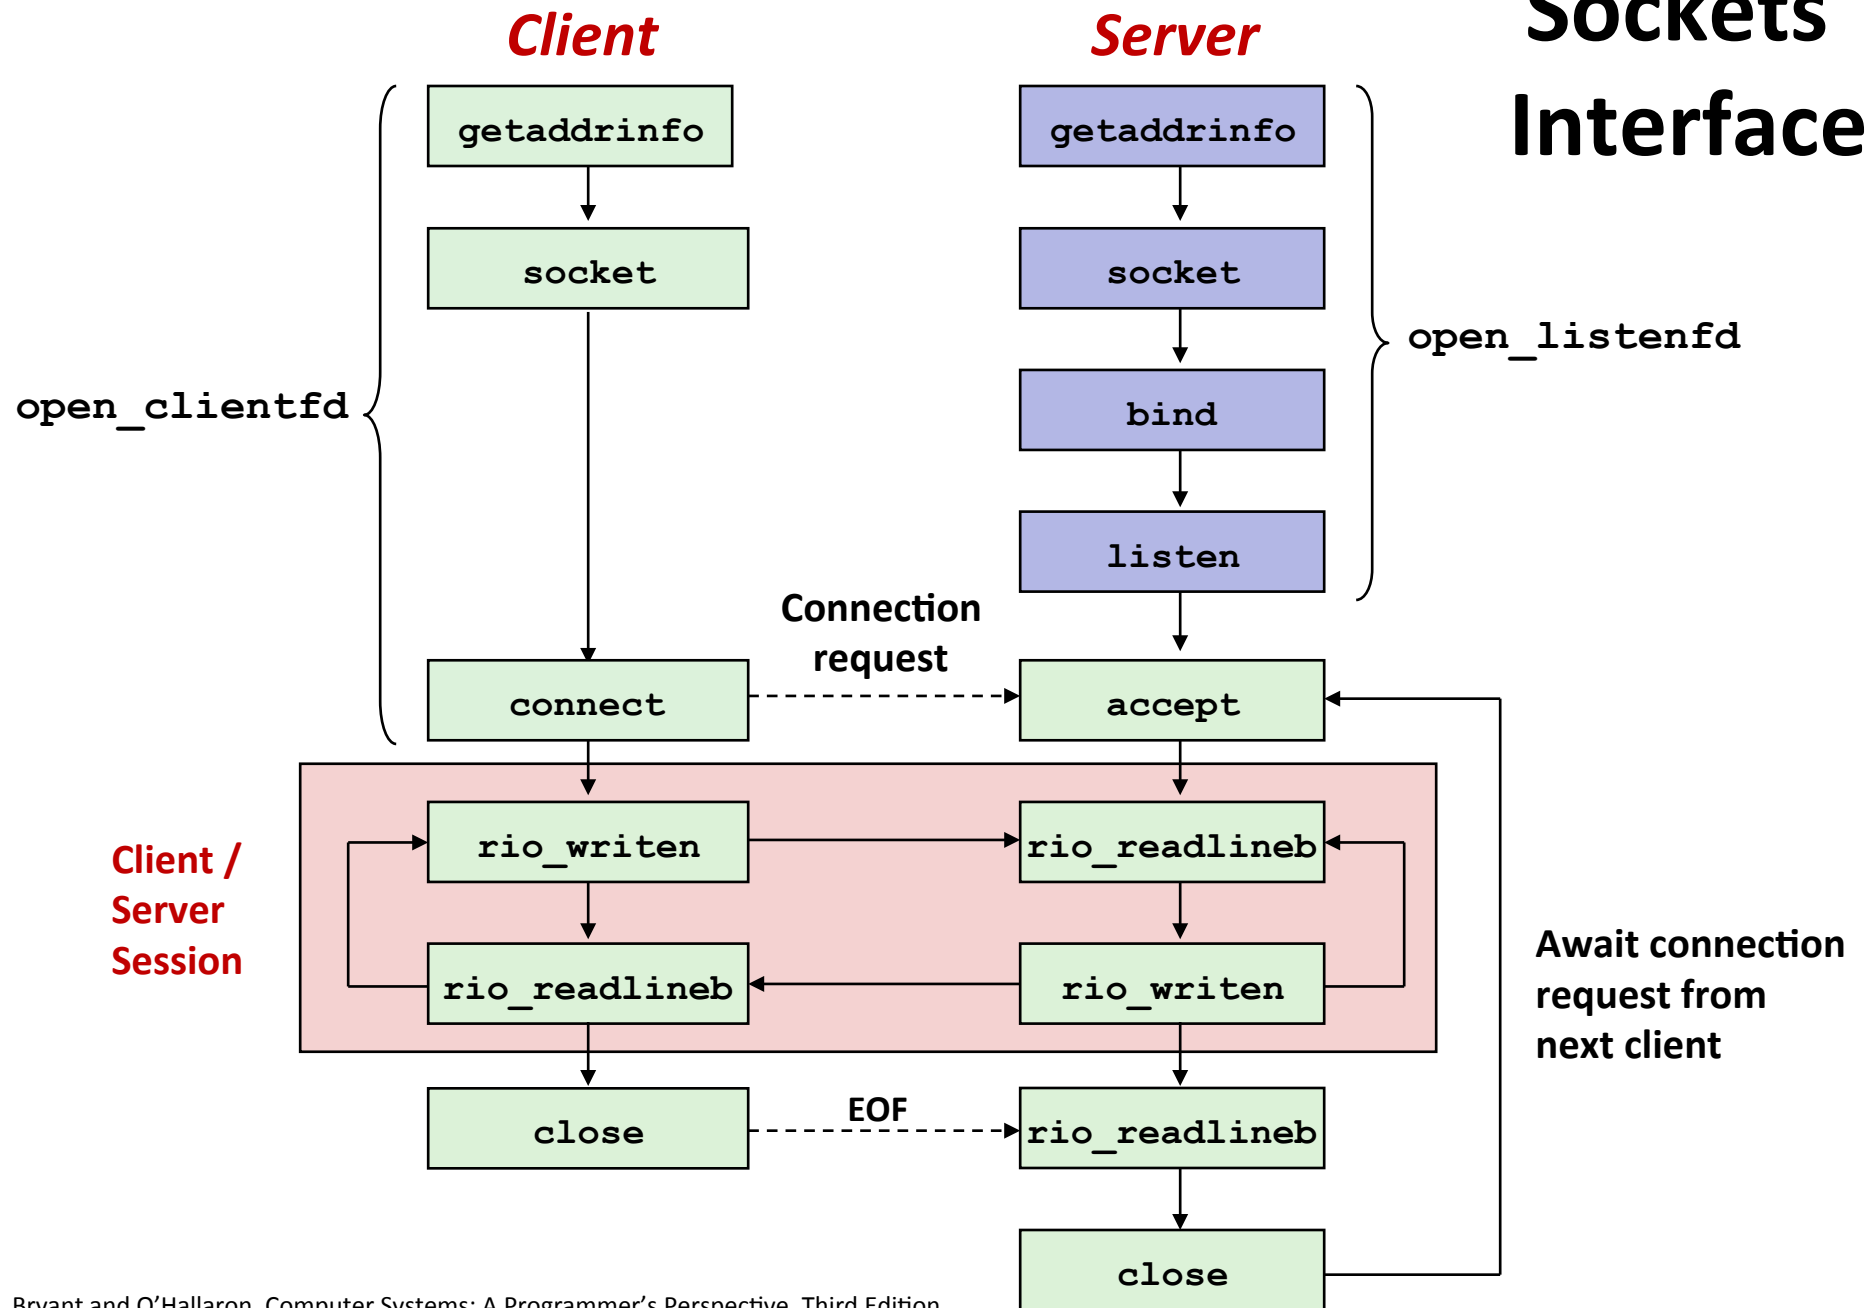 Sockets
Interface
Client
Server
getaddrinfo
getaddrinfo
socket
socket
open_listenfd
open_clientfd
bind
listen
Connection
request
connect
accept
Client /
Server
Session
rio_writen
rio_readlineb
rio_readlineb
rio_writen
Await connection
request from
next client
close
EOF
rio_readlineb
close
Bryant and O'Hallaron, Computer Systems: A Programmer's Perspective, Third Edition